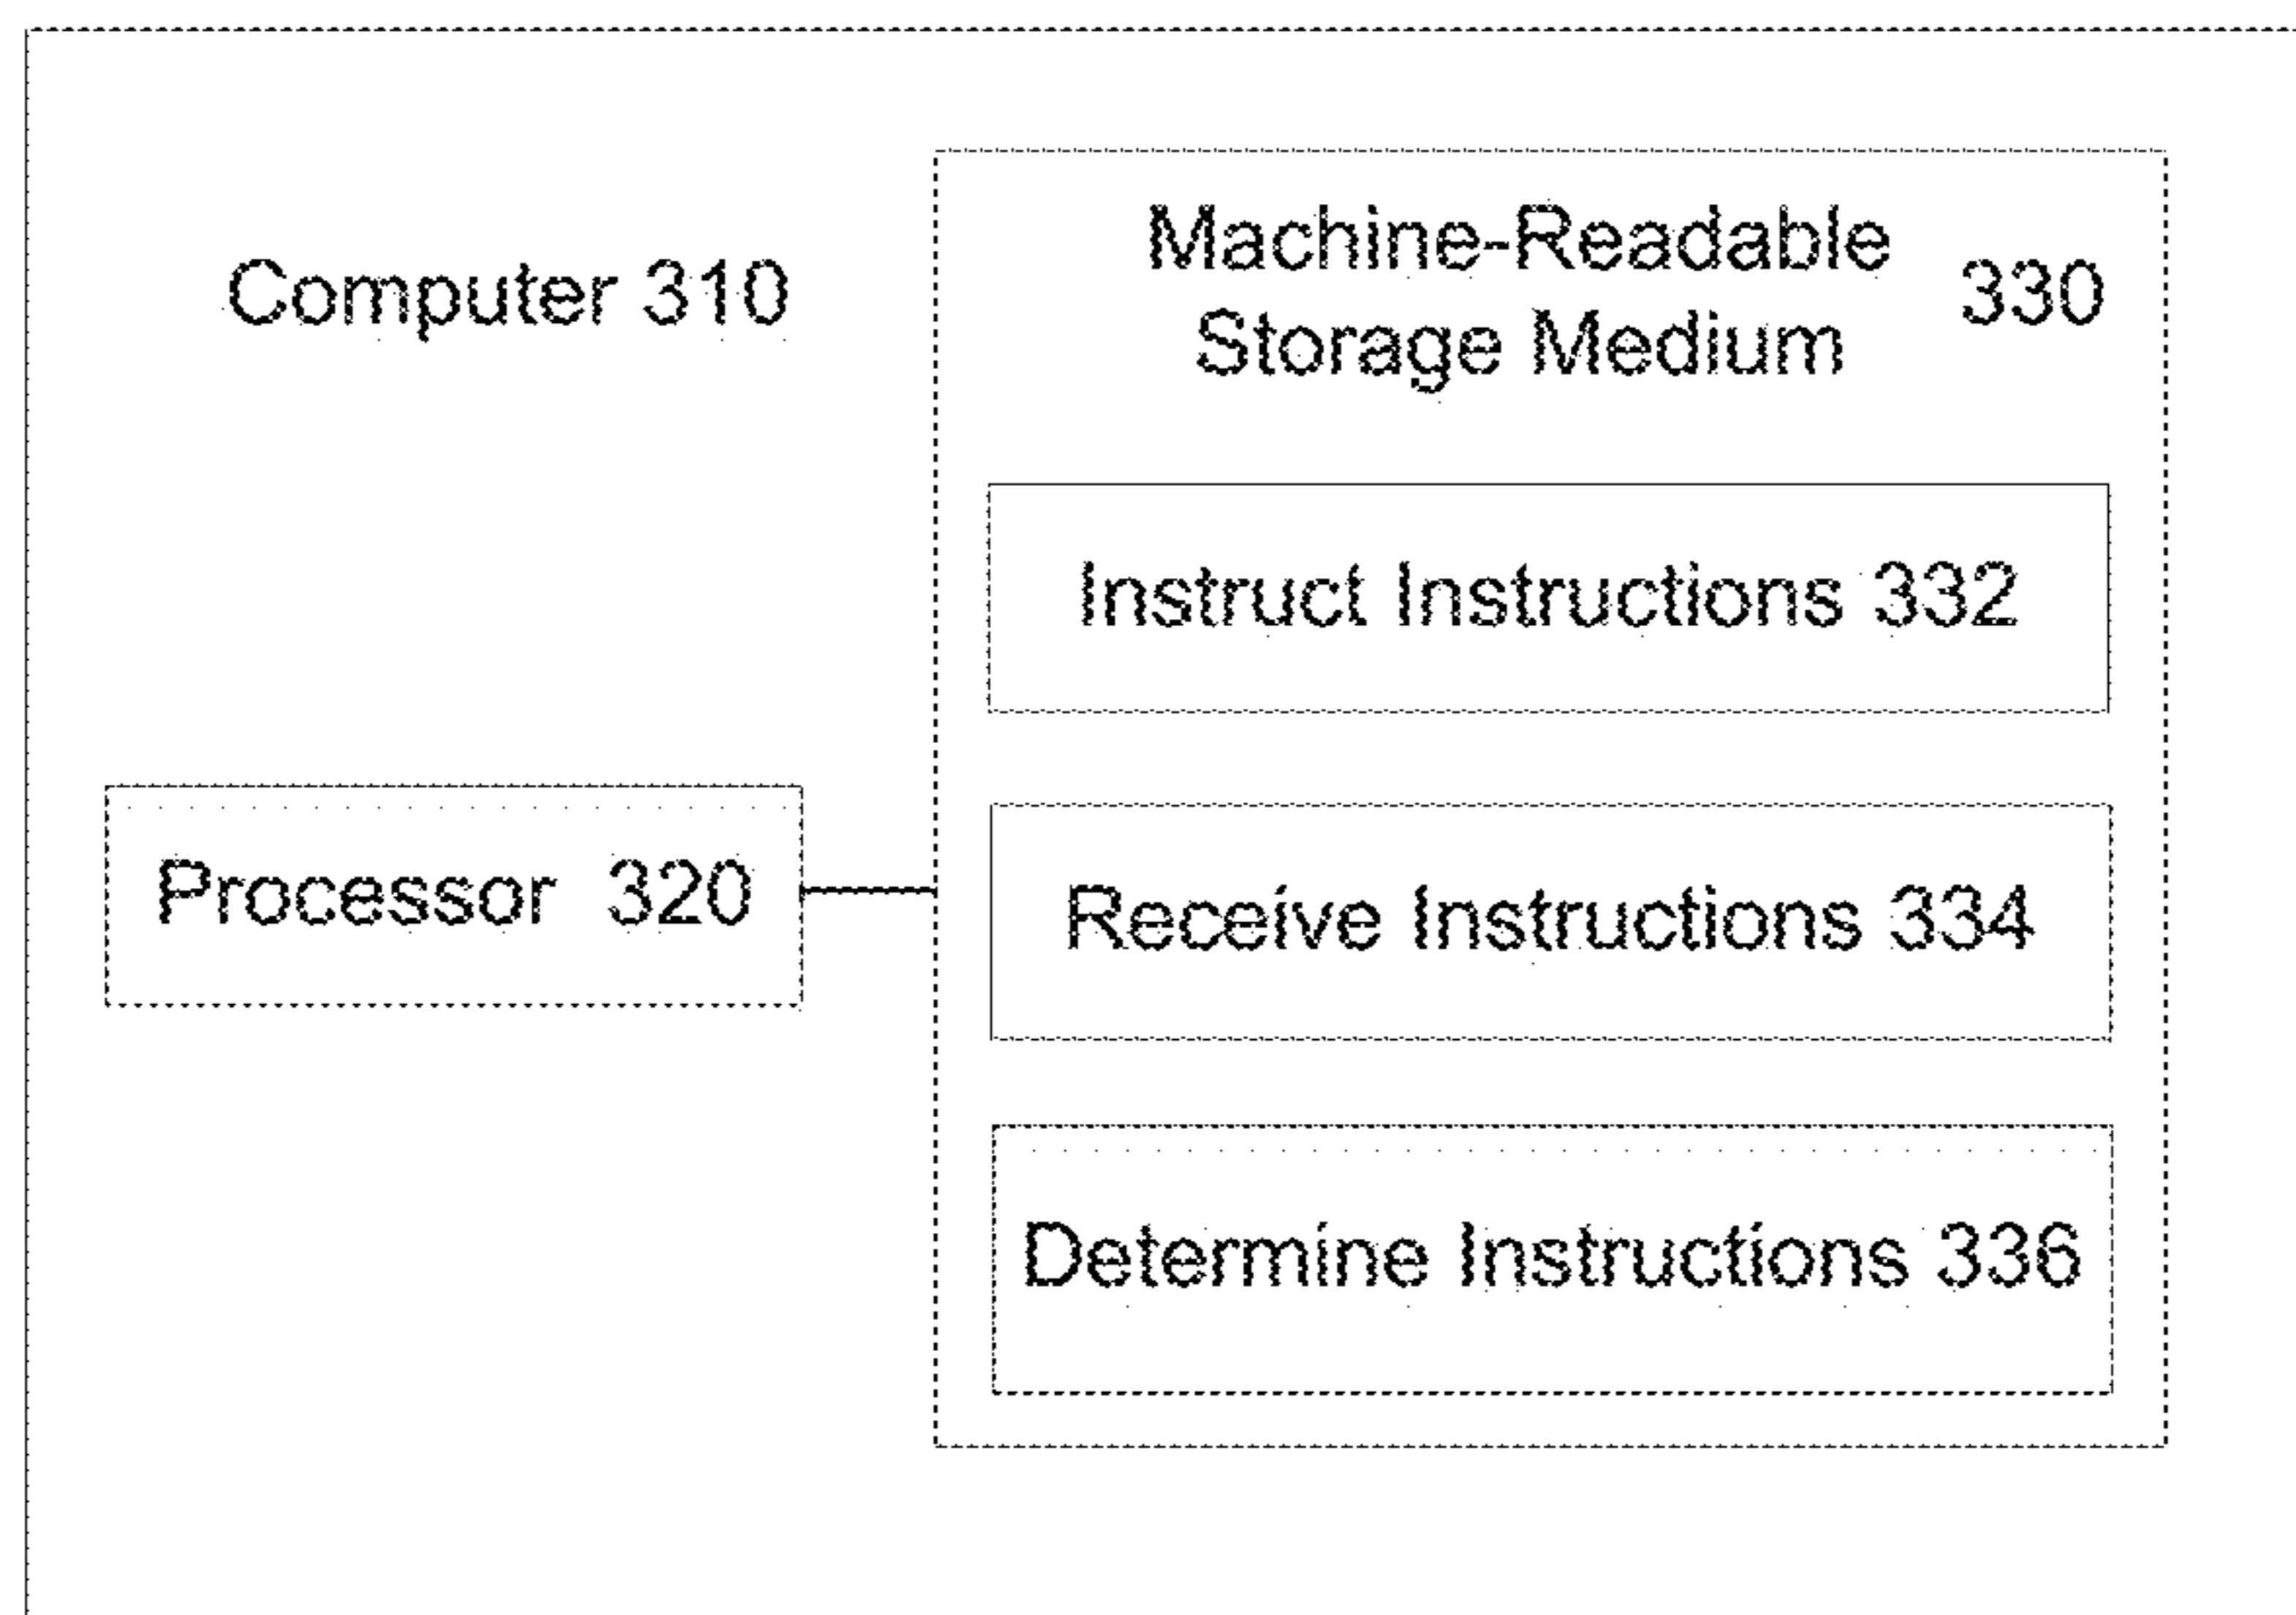 Computer 310
Machine-Readable
Storage Medium
330
Instruct Instructions 332
Processor 320
Receive Instructions 334
Determine Instructions 336